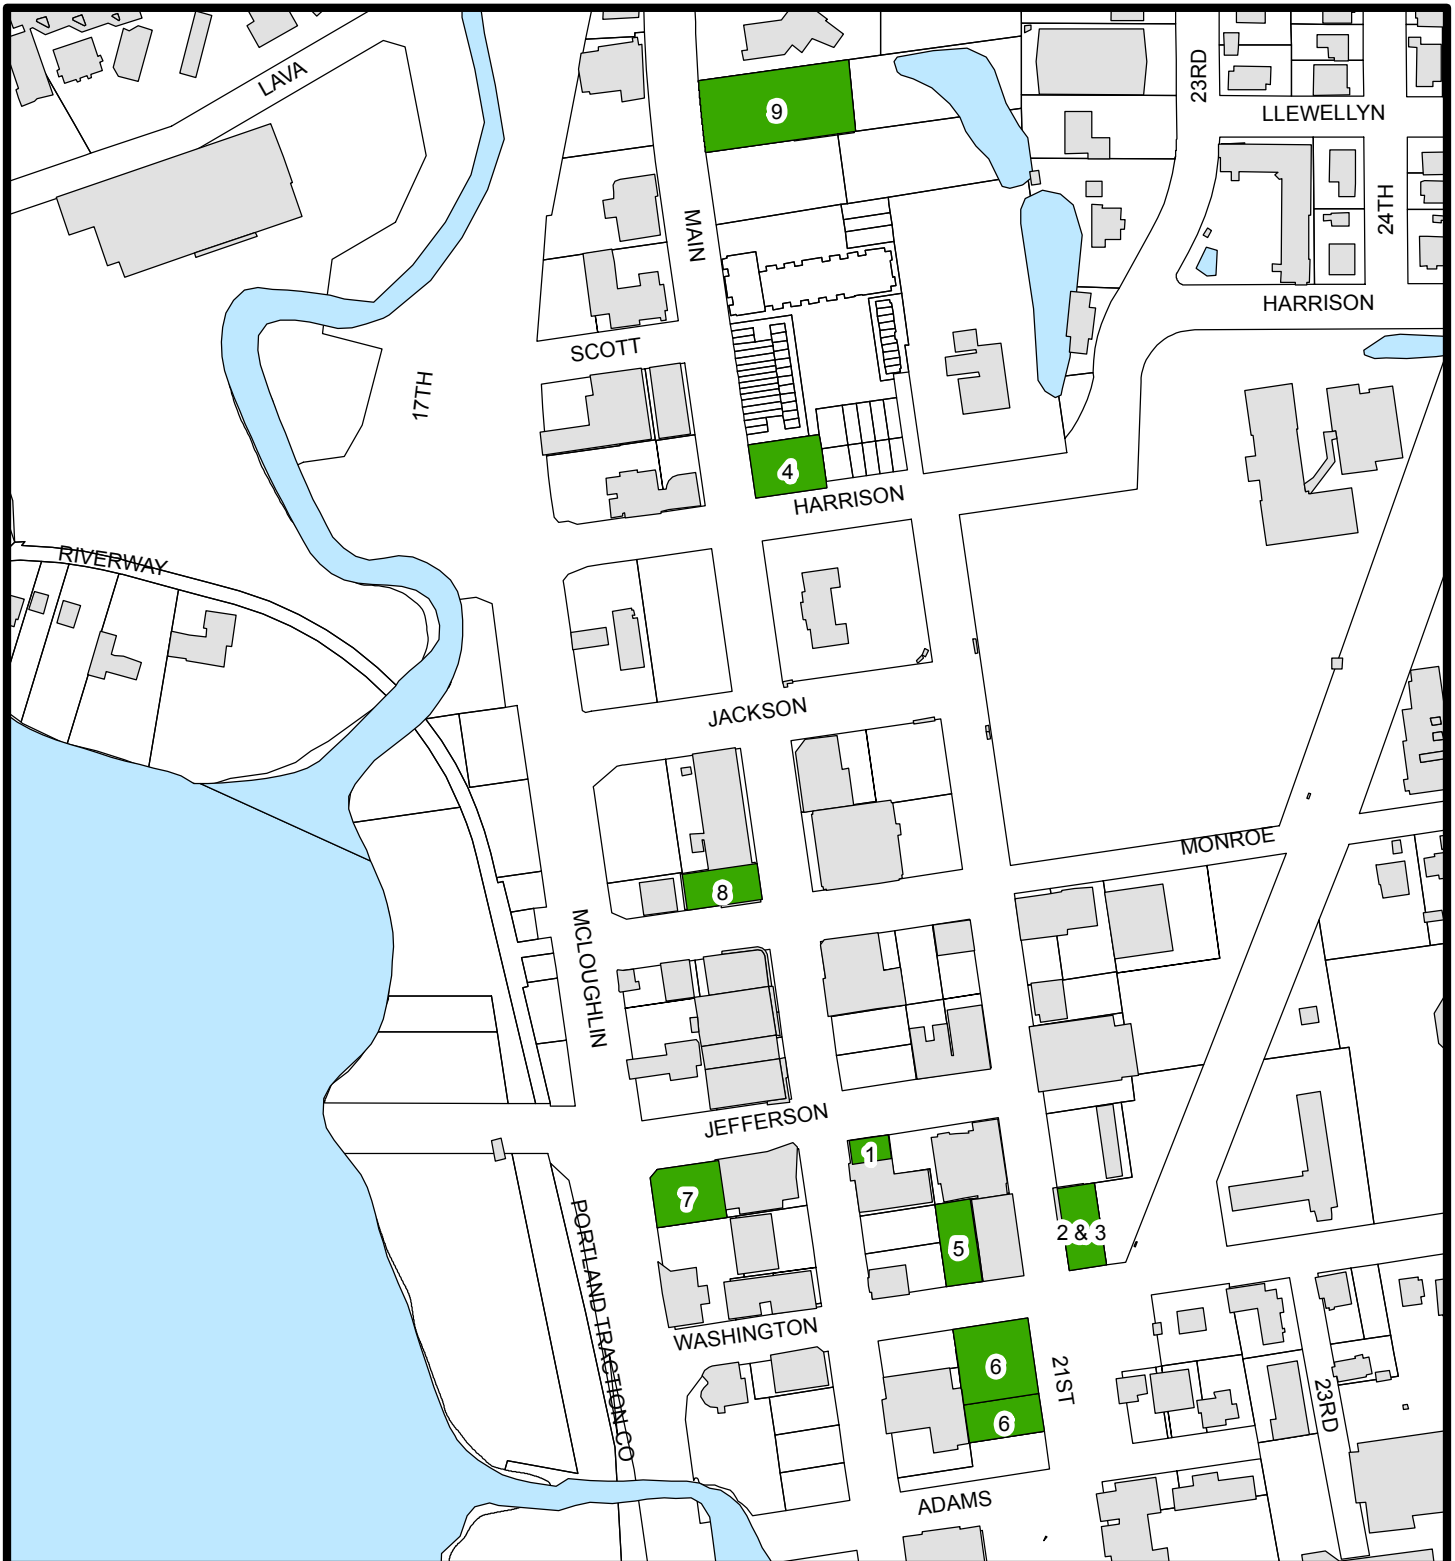 LAVA
23RD
9
LLEWELLYN
MAIN
24TH
HARRISON
SCOTT
17TH
4
HARRISON
RIVERWAY
JACKSON
MONROE
8
MCLOUGHLIN
JEFFERSON
1
7
5
2 & 3
PORTLAND TRACTION CO
WASHINGTON
6
21ST
23RD
6
ADAMS